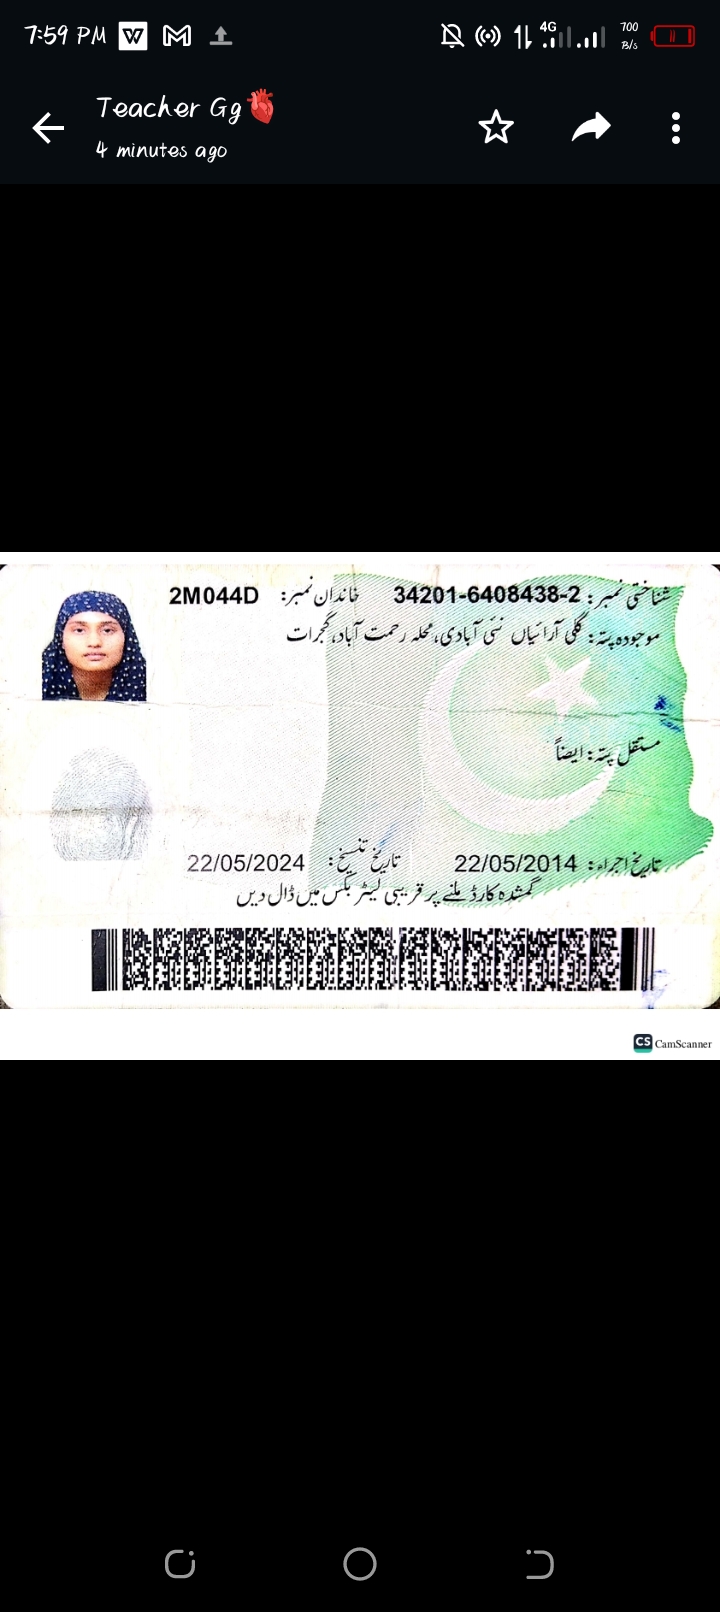 7:59 PM
4G
700 B/s
Teacher Gg
4 minutes ago
شناختی نمبر: 34201-6408438-2 خاندان نمبر: 2M044D
موجودہ پتہ: گلی آرائیاں نئی آبادی، محلہ رحمت آباد، گجرات
مستقل پتہ: ایضاً
تاریخ اجراء: 22/05/2014 تاریخ تنسیخ: 22/05/2024
گمشدہ کارڈ ملنے پر قریبی لیٹر بکس میں ڈال دیں
CS CamScanner